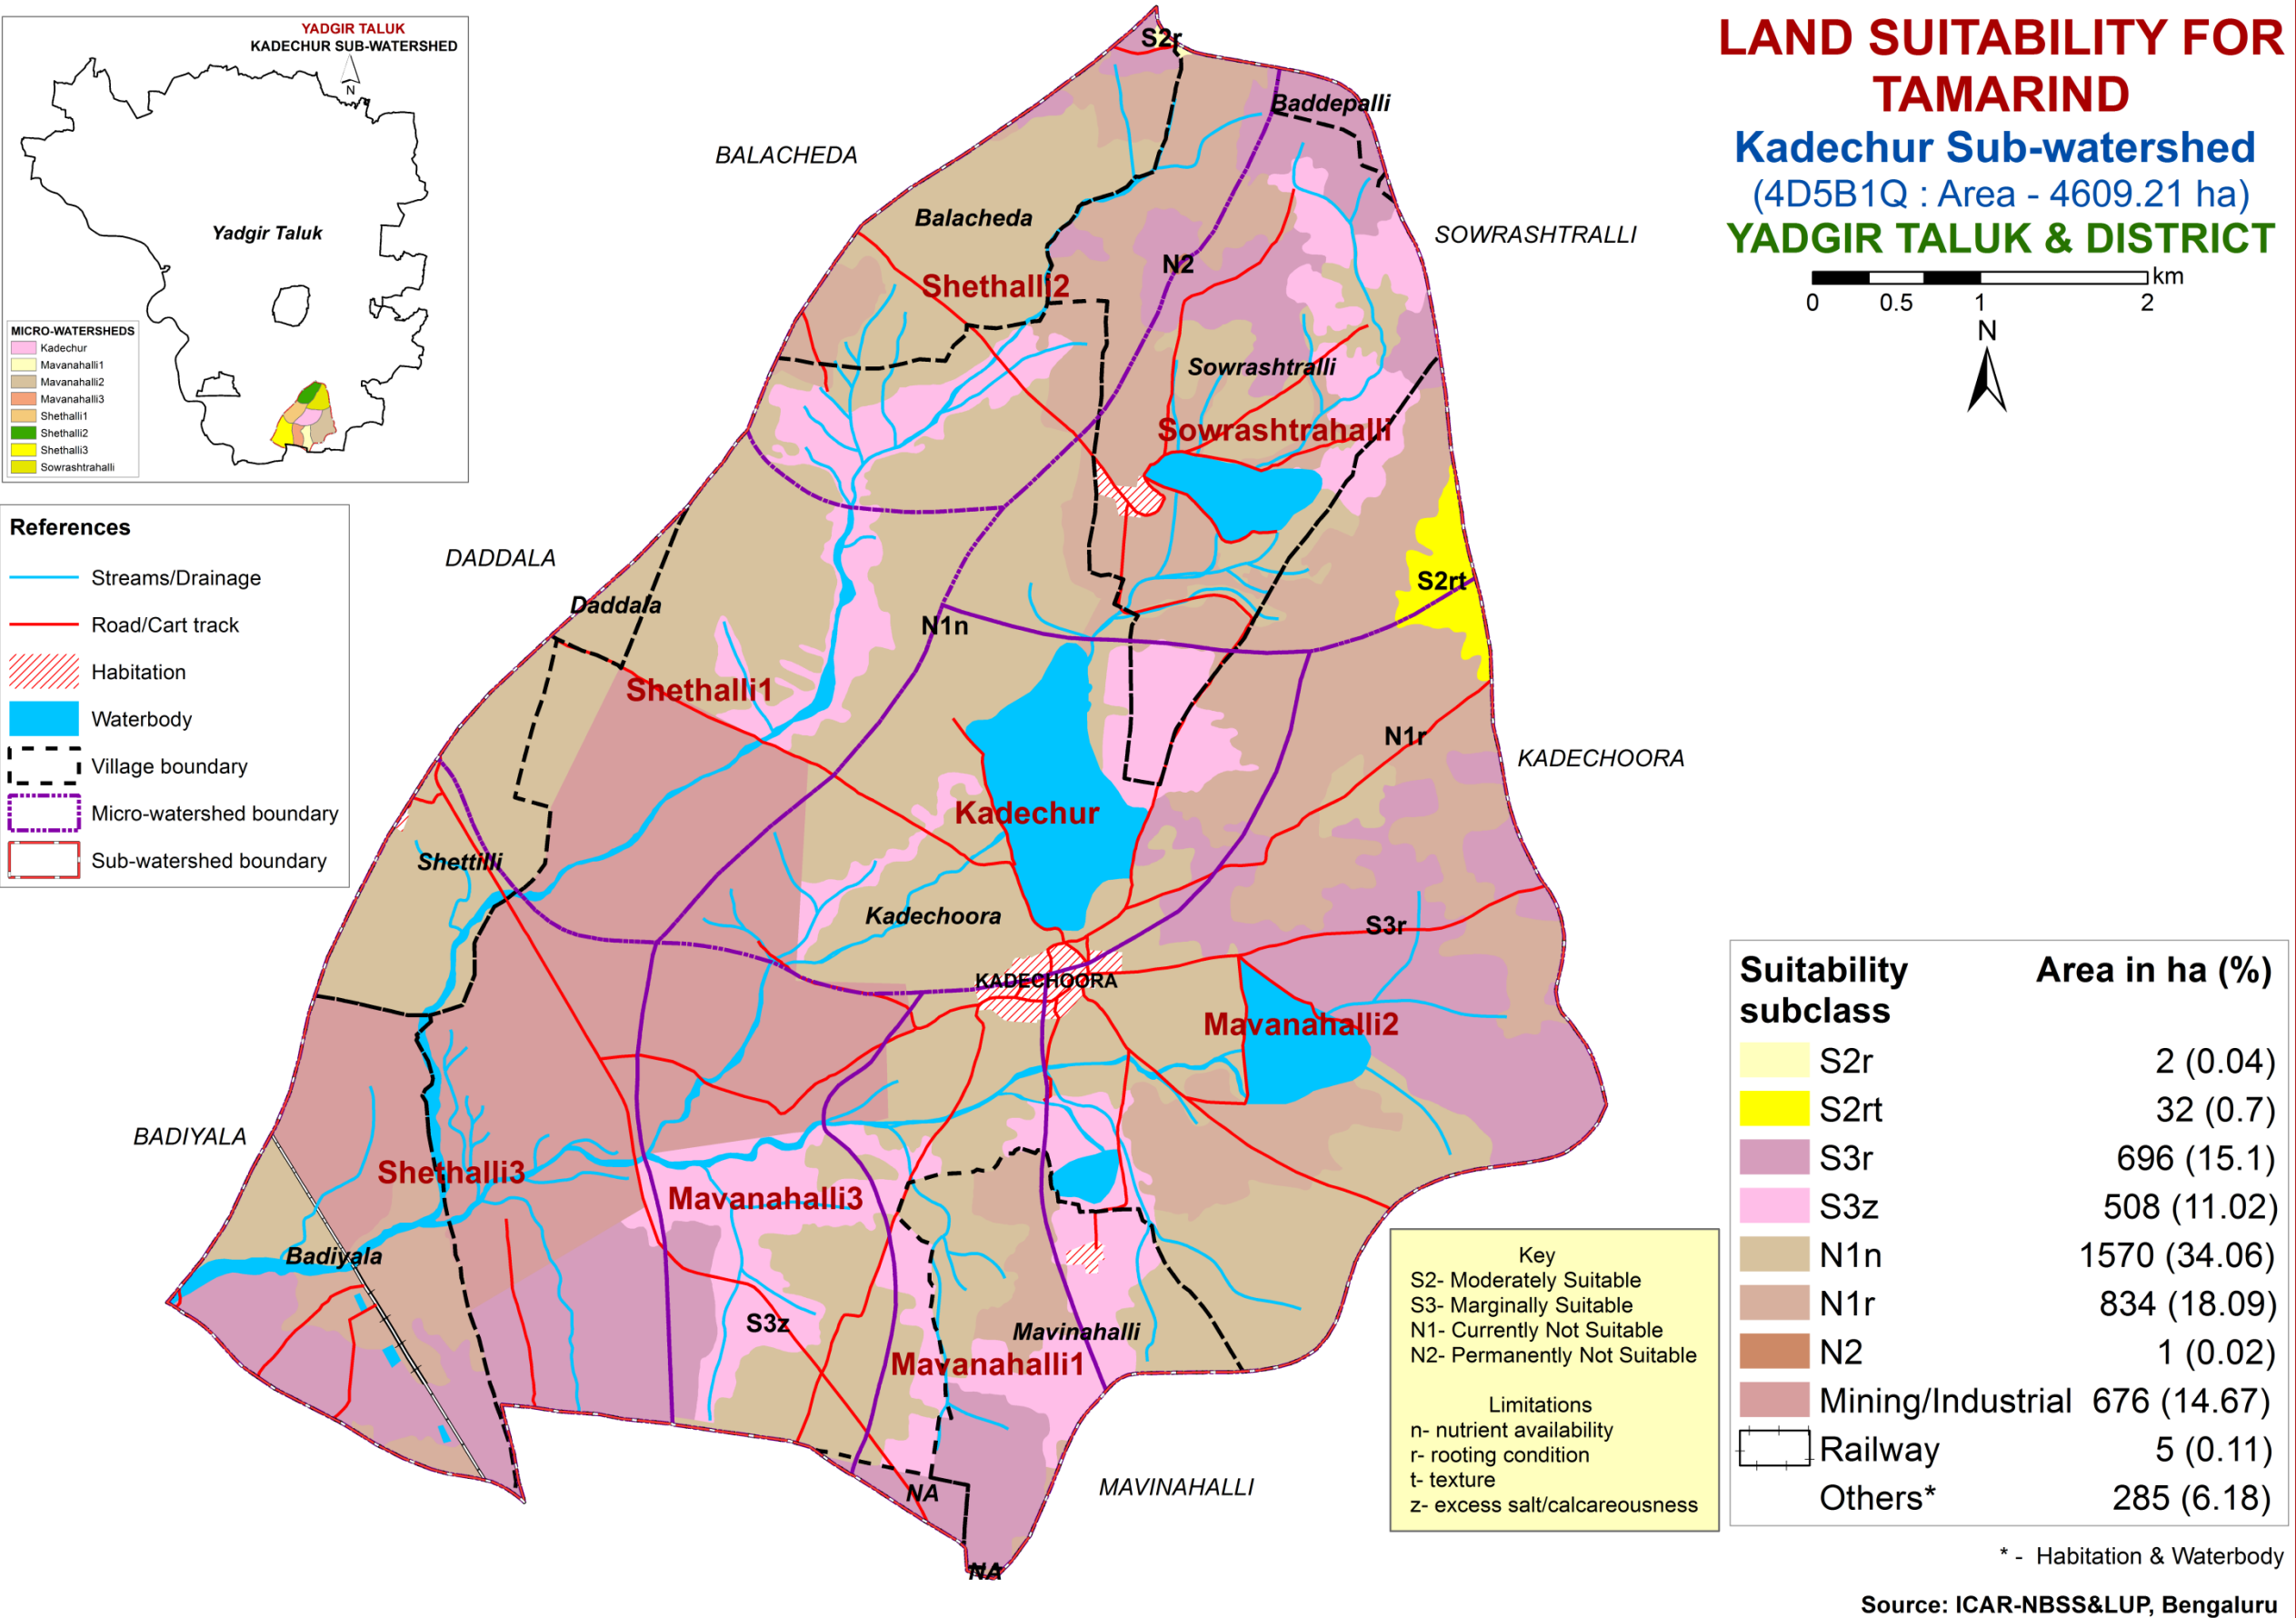 YADGIR TALUK
KADECHUR SUB-WATERSHED
N
Yadgir Taluk
MICRO-WATERSHEDS
Kadechur
Mavanahalli1
Mavanahalli2
Mavanahalli3
Shethalli1
Shethalli2
Shethalli3
Sowrashtrahalli
References
Streams/Drainage
Road/Cart track
Habitation
Waterbody
Village boundary
Micro-watershed boundary
Sub-watershed boundary
LAND SUITABILITY FOR
TAMARIND
Kadechur Sub-watershed
(4D5B1Q : Area - 4609.21 ha)
YADGIR TALUK & DISTRICT
km
0 0.5 1 2
N
S2r
Baddepalli
BALACHEDA
Balacheda
SOWRASHTRALLI
N2
Shethalli2
Sowrashtralli
Sowrashtrahalli
DADDALA
S2rt
Daddala
N1n
Shethalli1
N1r
KADECHOORA
Kadechur
Shettilli
Kadechoora
S3r
KADECHOORA
Mavanahalli2
BADIYALA
Shethalli3
Mavanahalli3
Badiyala
S3z
Mavinahalli
Mavanahalli1
MAVINAHALLI
NA
NA
Key
S2- Moderately Suitable
S3- Marginally Suitable
N1- Currently Not Suitable
N2- Permanently Not Suitable
Limitations
n- nutrient availability
r- rooting condition
t- texture
z- excess salt/calcareousness
Suitability subclass Area in ha (%)
S2r 2 (0.04)
S2rt 32 (0.7)
S3r 696 (15.1)
S3z 508 (11.02)
N1n 1570 (34.06)
N1r 834 (18.09)
N2 1 (0.02)
Mining/Industrial 676 (14.67)
Railway 5 (0.11)
Others* 285 (6.18)
* - Habitation & Waterbody
Source: ICAR-NBSS&LUP, Bengaluru